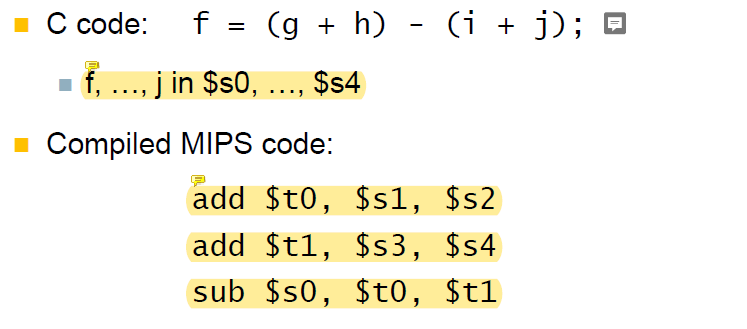 C code: f = (g + h) - (i + j);
f, …, j in $s0, …, $s4
Compiled MIPS code:
add $t0, $s1, $s2
add $t1, $s3, $s4
sub $s0, $t0, $t1